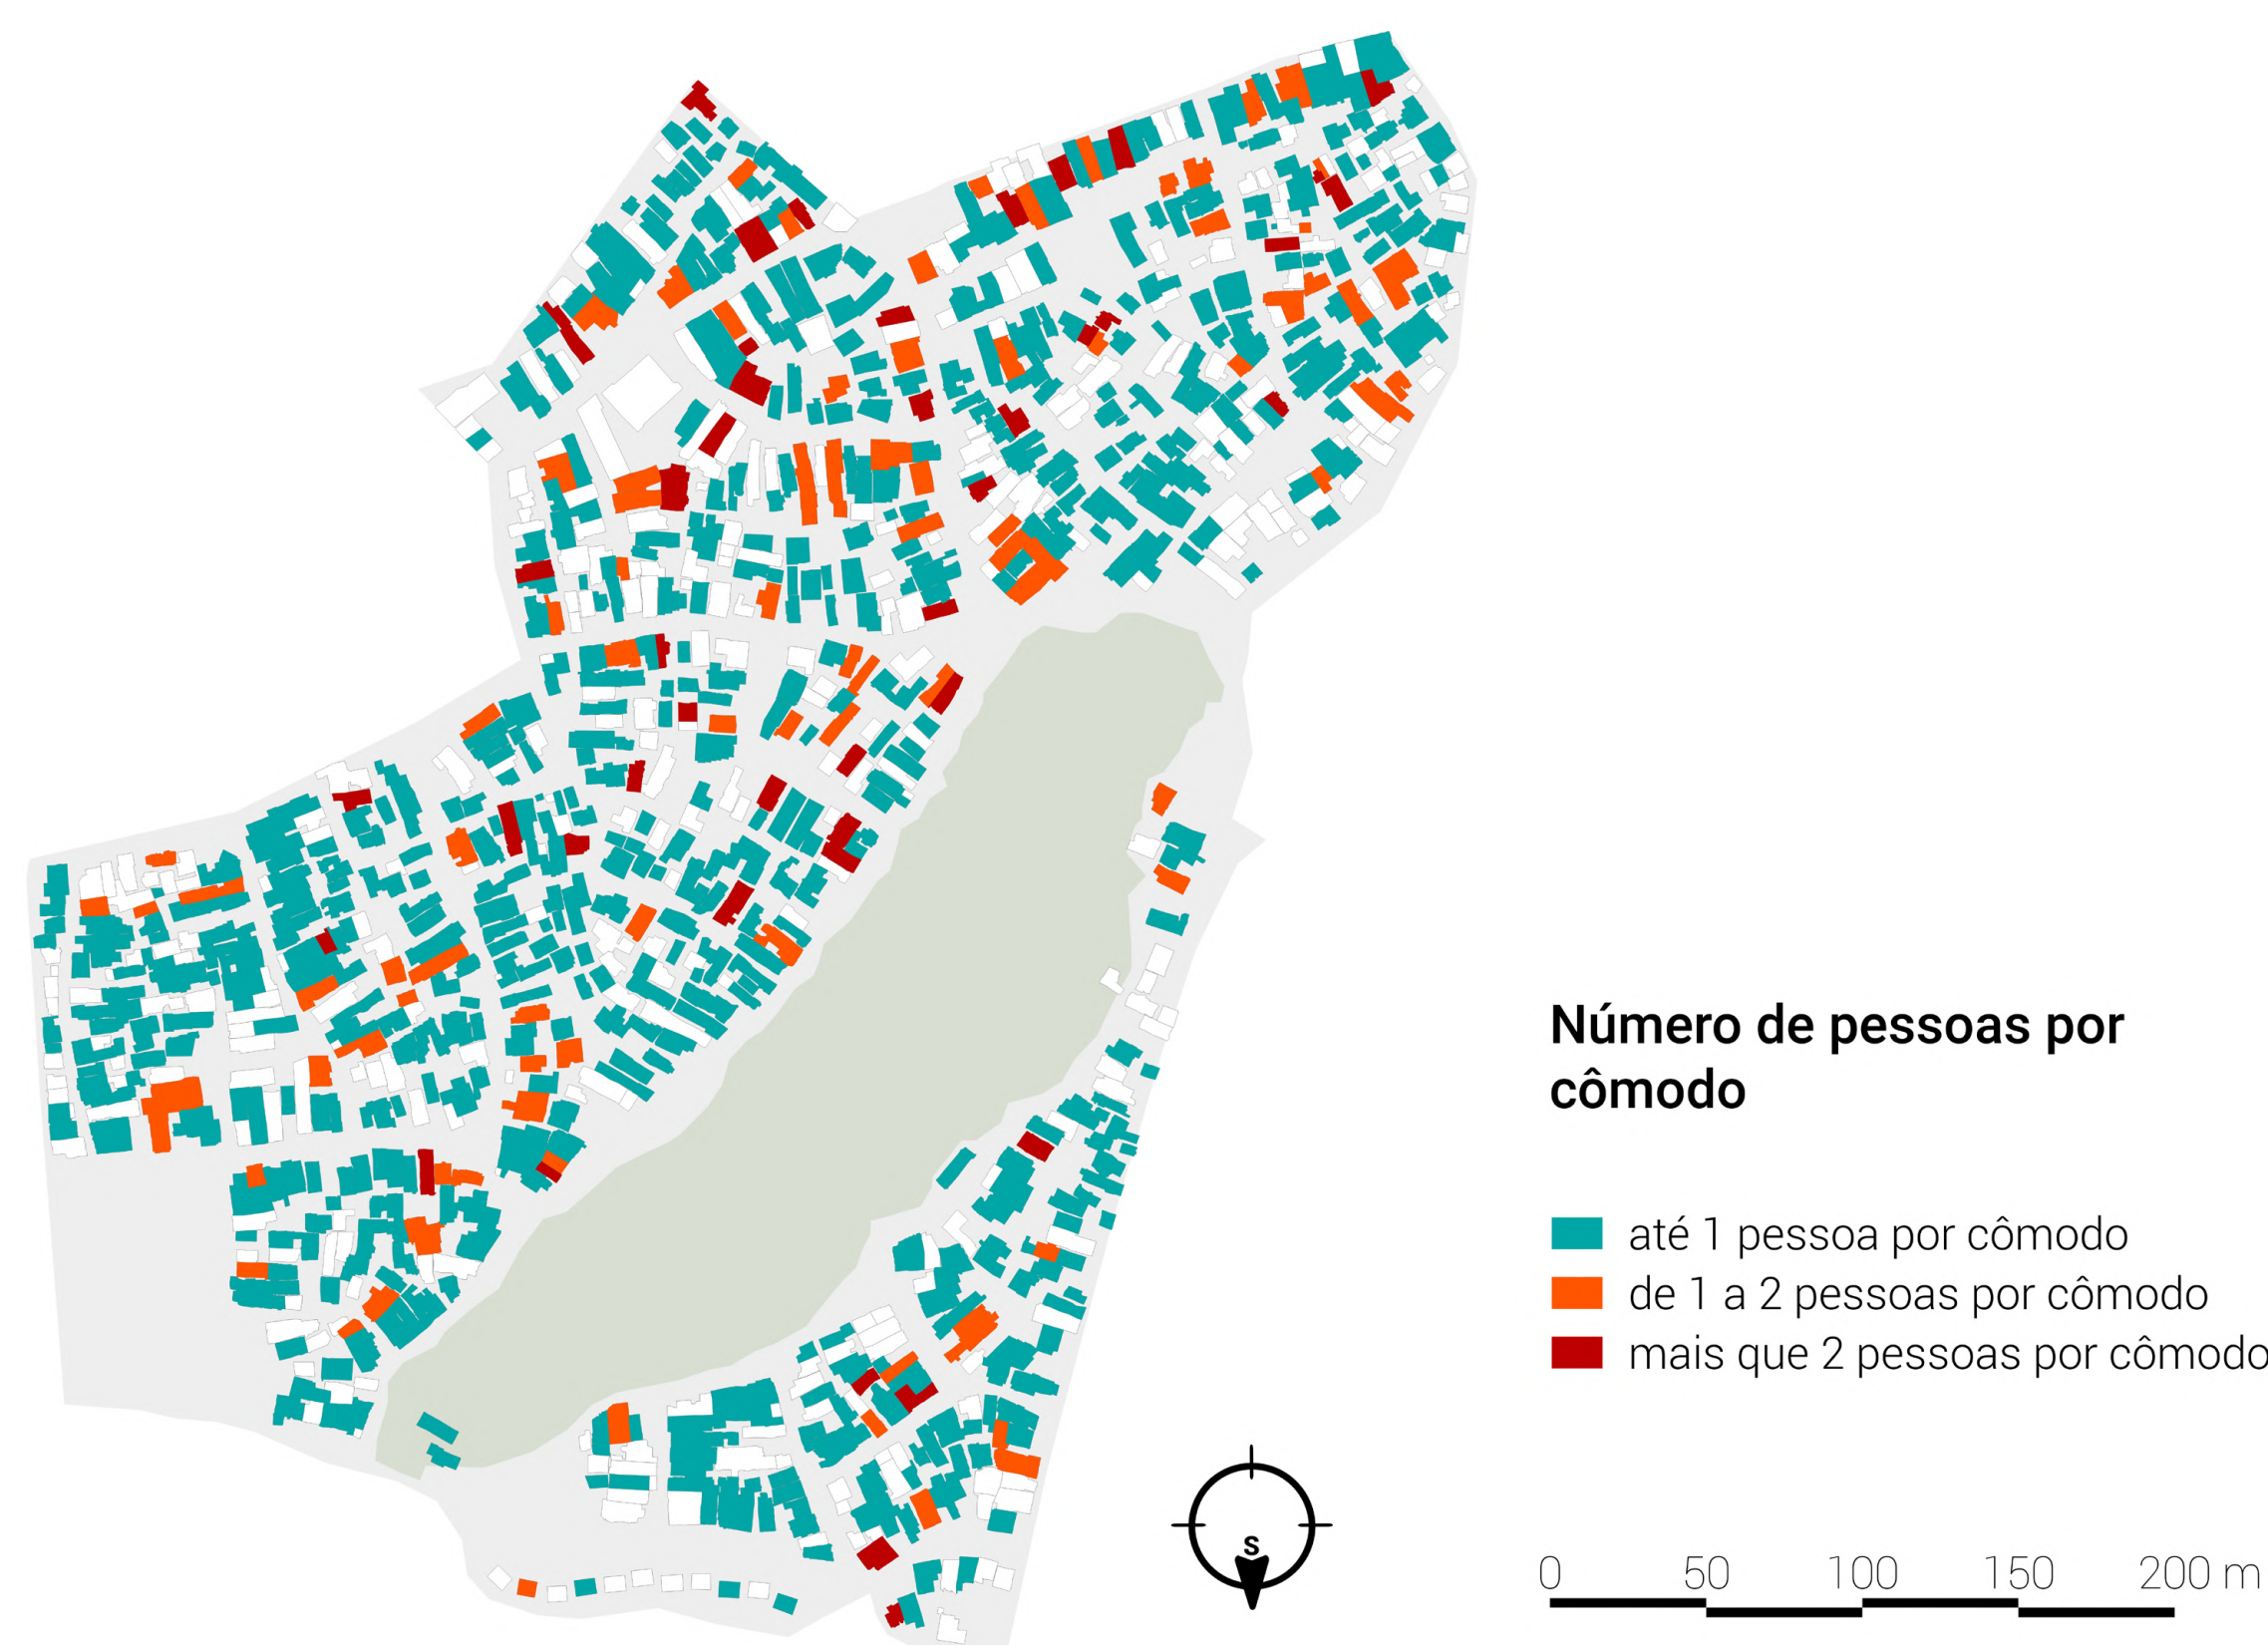 Número de pessoas por
cômodo
até 1 pessoa por cômodo
de 1 a 2 pessoas por cômodo
mais que 2 pessoas por cômodo
S
0 50 100 150 200 m